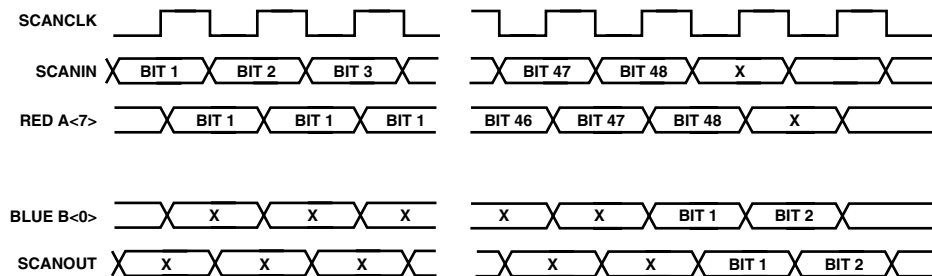 SCANCLK
SCANIN BIT 1 BIT 2 BIT 3 BIT 47 BIT 48 X
RED A<7> BIT 1 BIT 1 BIT 1 BIT 46 BIT 47 BIT 48 X
BLUE B<0> X X X X X BIT 1 BIT 2
SCANOUT X X X X X BIT 1 BIT 2